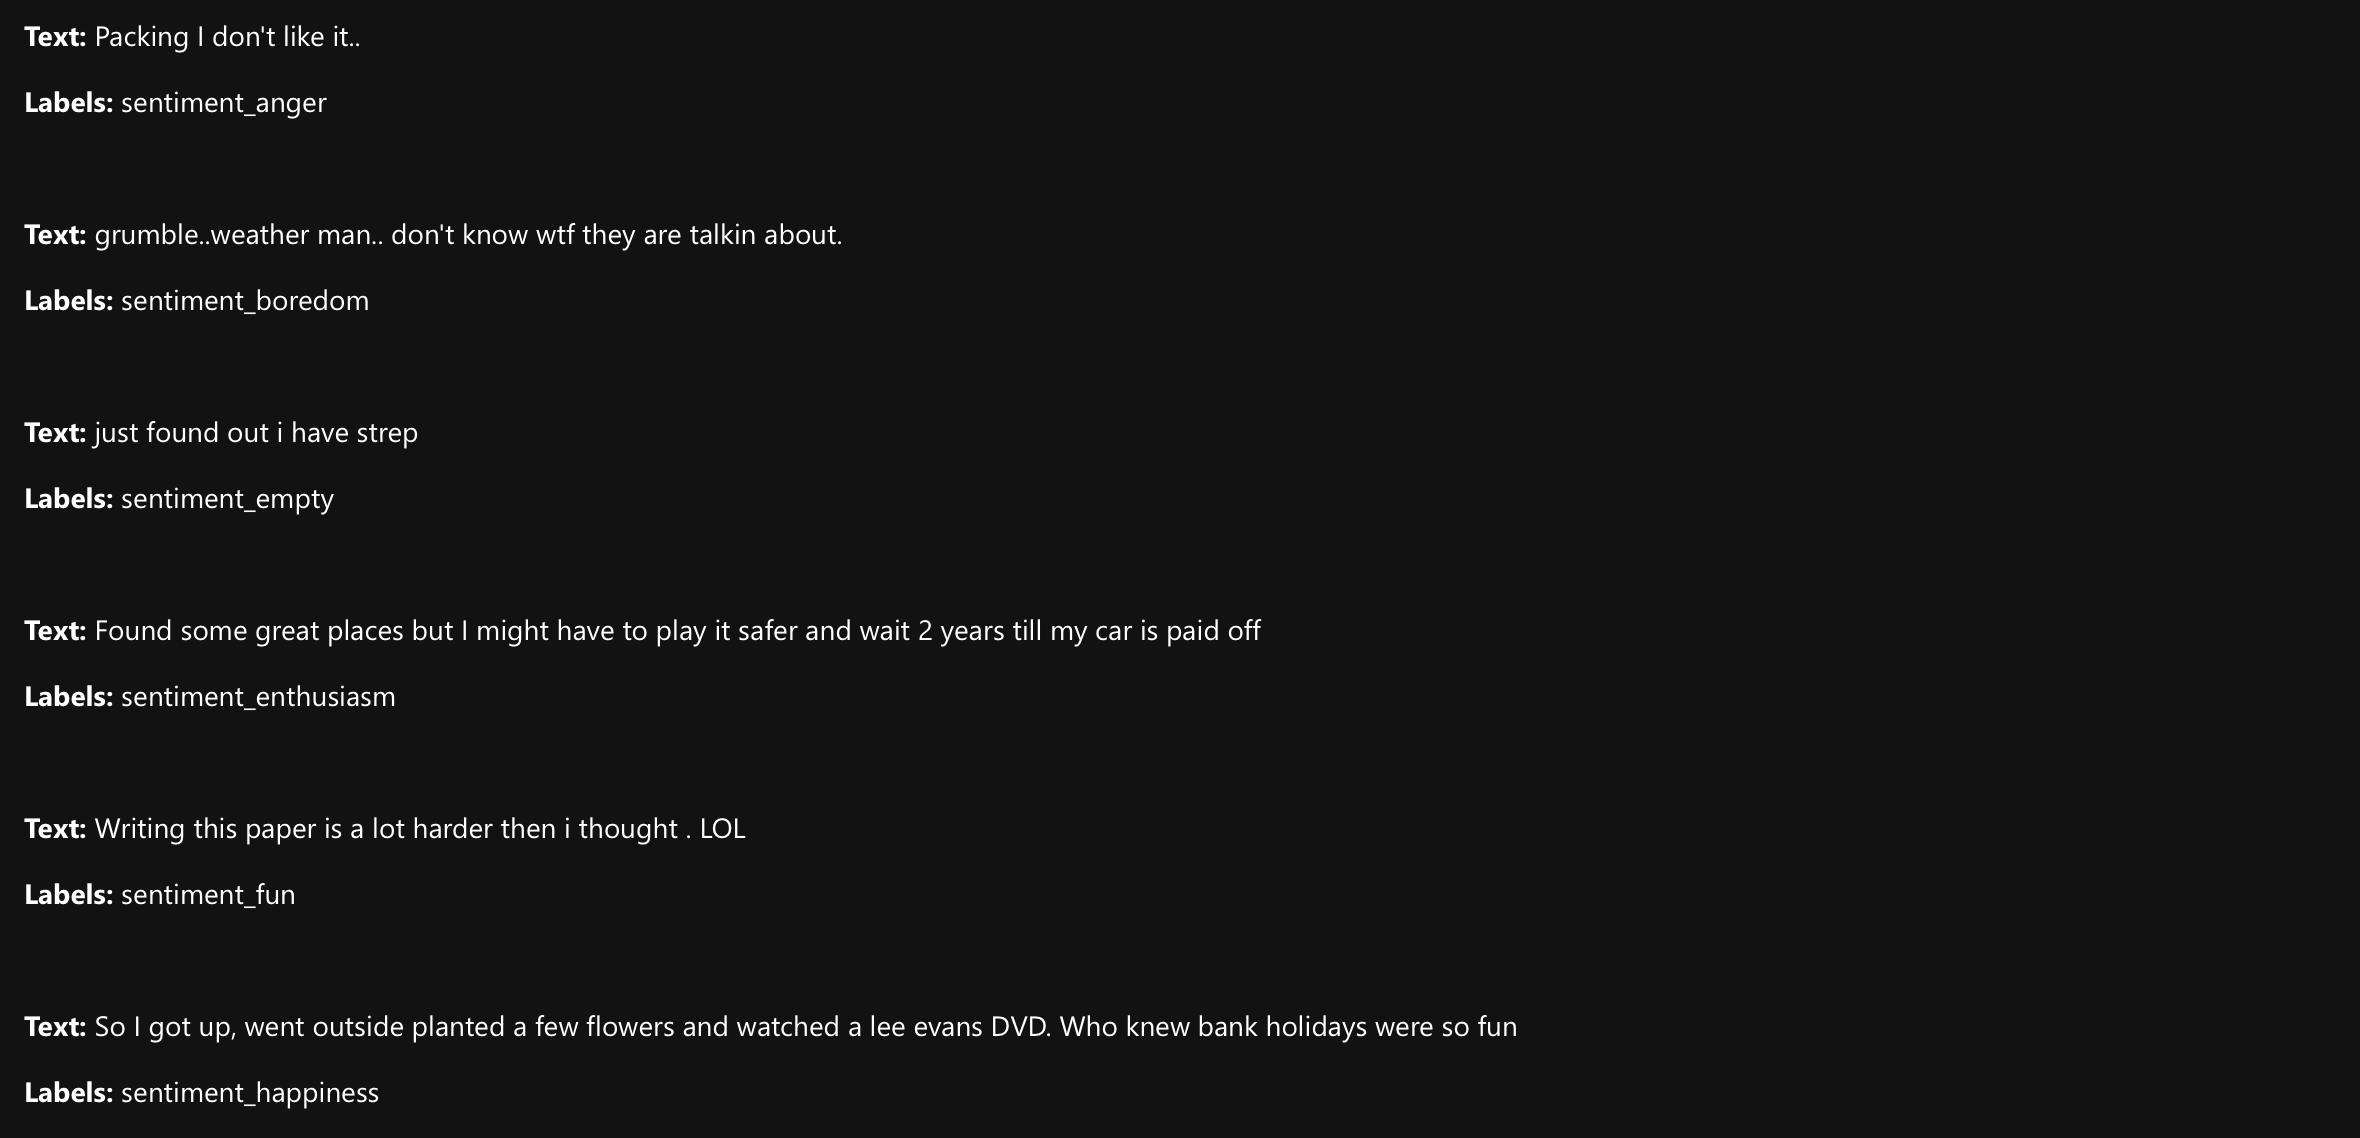 Text: Packing I don't like it..
Labels: sentiment_anger
Text: grumble..weather man.. don't know wtf they are talkin about.
Labels: sentiment_boredom
Text: just found out i have strep
Labels: sentiment_empty
Text: Found some great places but I might have to play it safer and wait 2 years till my car is paid off
Labels: sentiment_enthusiasm
Text: Writing this paper is a lot harder then i thought . LOL
Labels: sentiment_fun
Text: So I got up, went outside planted a few flowers and watched a lee evans DVD. Who knew bank holidays were so fun
Labels: sentiment_happiness